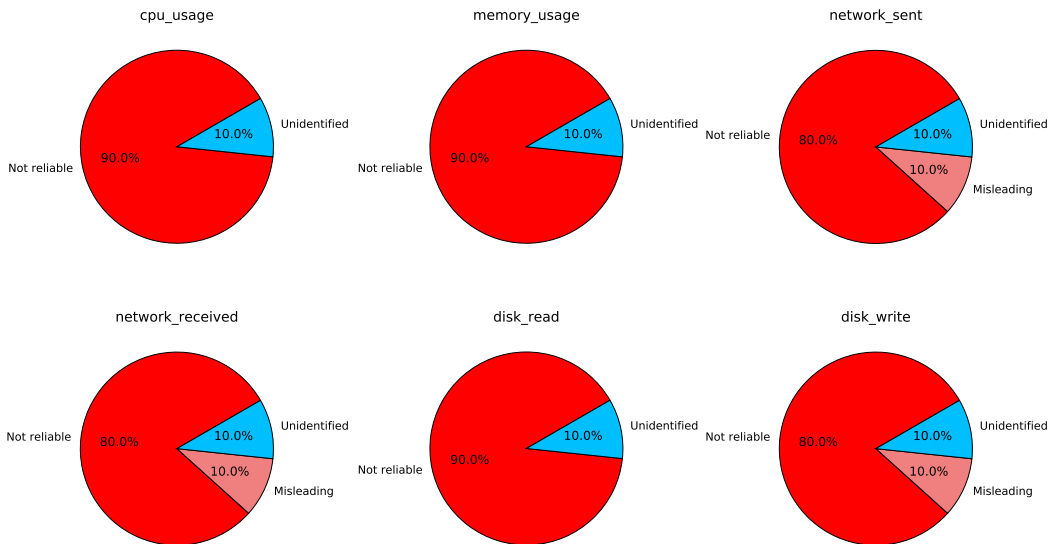 cpu_usage
Unidentified
10.0%
90.0%
Not reliable
memory_usage
Unidentified
10.0%
90.0%
Not reliable
network_sent
Unidentified
10.0%
Not reliable
80.0%
10.0%
Misleading
network_received
Unidentified
10.0%
Not reliable
80.0%
10.0%
Misleading
disk_read
Unidentified
10.0%
90.0%
Not reliable
disk_write
Unidentified
10.0%
Not reliable
80.0%
10.0%
Misleading